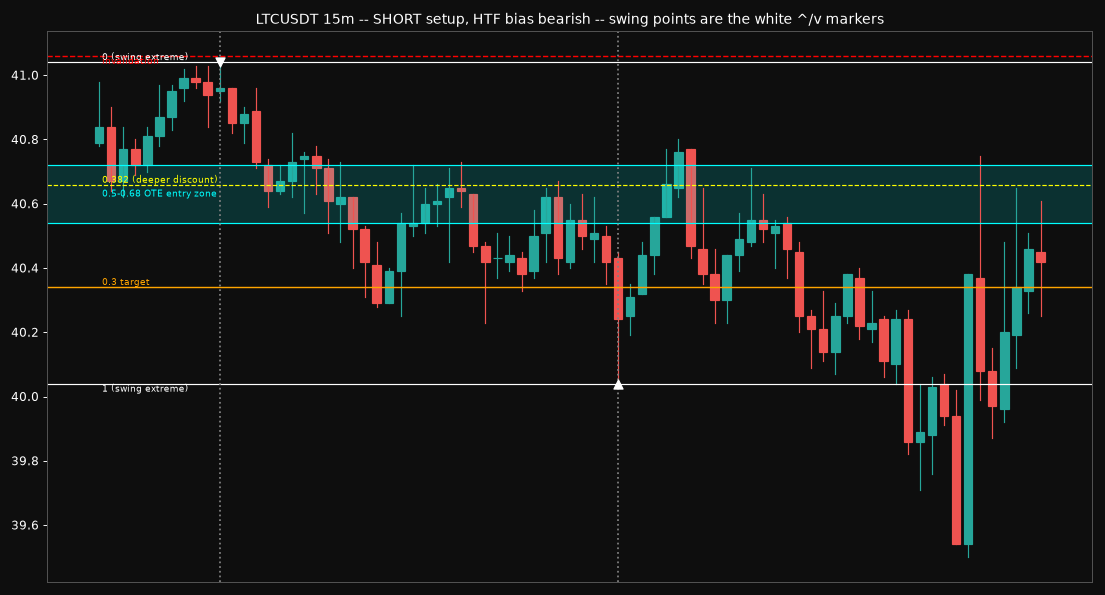 LTCUSDT 15m -- SHORT setup, HTF bias bearish -- swing points are the white ^/v markers
0 (swing extreme)
41.0
40.8
0.382 (deeper discount)
0.5-0.68 OTE entry zone
40.6
40.4
0.3 target
40.2
1 (swing extreme)
40.0
39.8
39.6